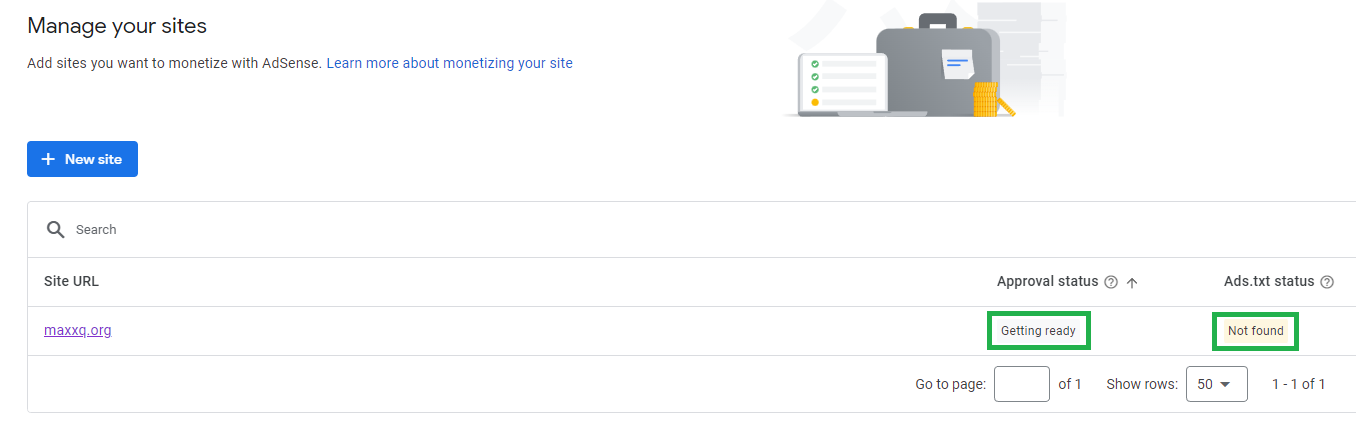 Manage your sites
Add sites you want to monetize with AdSense. Learn more about monetizing your site
+ New site
Search
Site URL Approval status Ads.txt status
maxxq.org Getting ready Not found
Go to page: of 1 Show rows: 50 1 - 1 of 1